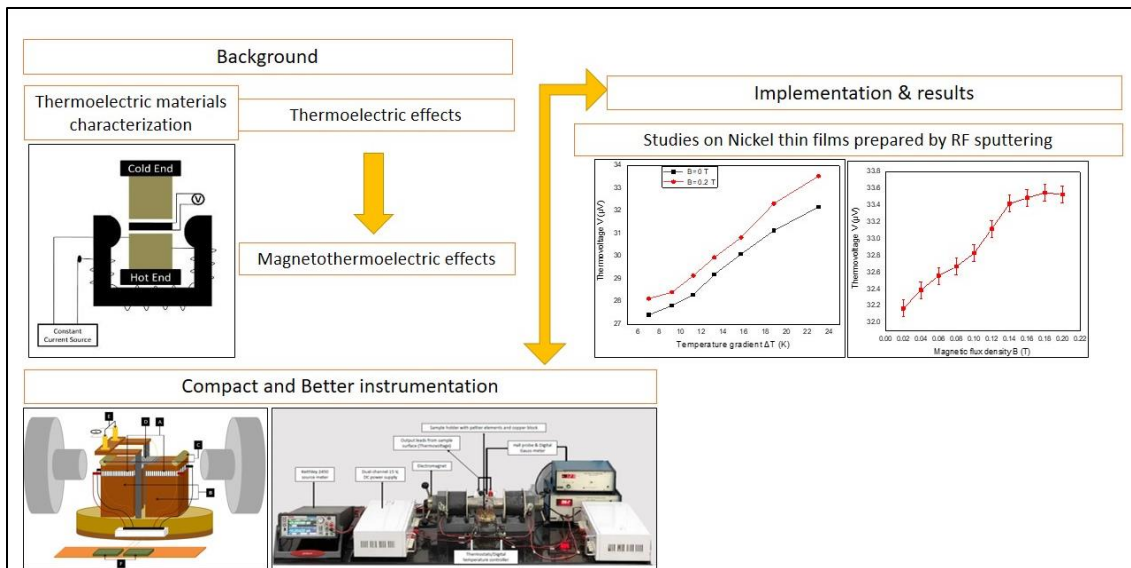 Background
Thermoelectric materials
characterization
Thermoelectric effects
Cold End
V
Hot End
Constant
Current Source
Magnetothermoelectric effects
Implementation & results
Studies on Nickel thin films prepared by RF sputtering
B=0 T
B=0.2 T
Thermovoltage V (µV)
34
33
32
31
30
29
28
27
6 8 10 12 14 16 18 20 22 24
Temperature gradient ΔT (K)
Thermovoltage V (µV)
33.8
33.6
33.4
33.2
33.0
32.8
32.6
32.4
32.2
32.0
0.00 0.02 0.04 0.06 0.08 0.10 0.12 0.14 0.16 0.18 0.20 0.22
Magnetic flux density B (T)
Compact and Better instrumentation
E
D
A
C
B
F
Sample holder with peltier elements and copper block
Output leads from sample
surface (Thermovoltage)
Hall probe & Digital
Gauss meter
Electromagnet
Keithley 2450
source meter
Dual channel 15 V
DC power supply
Thermostats/Digital
temperature controller